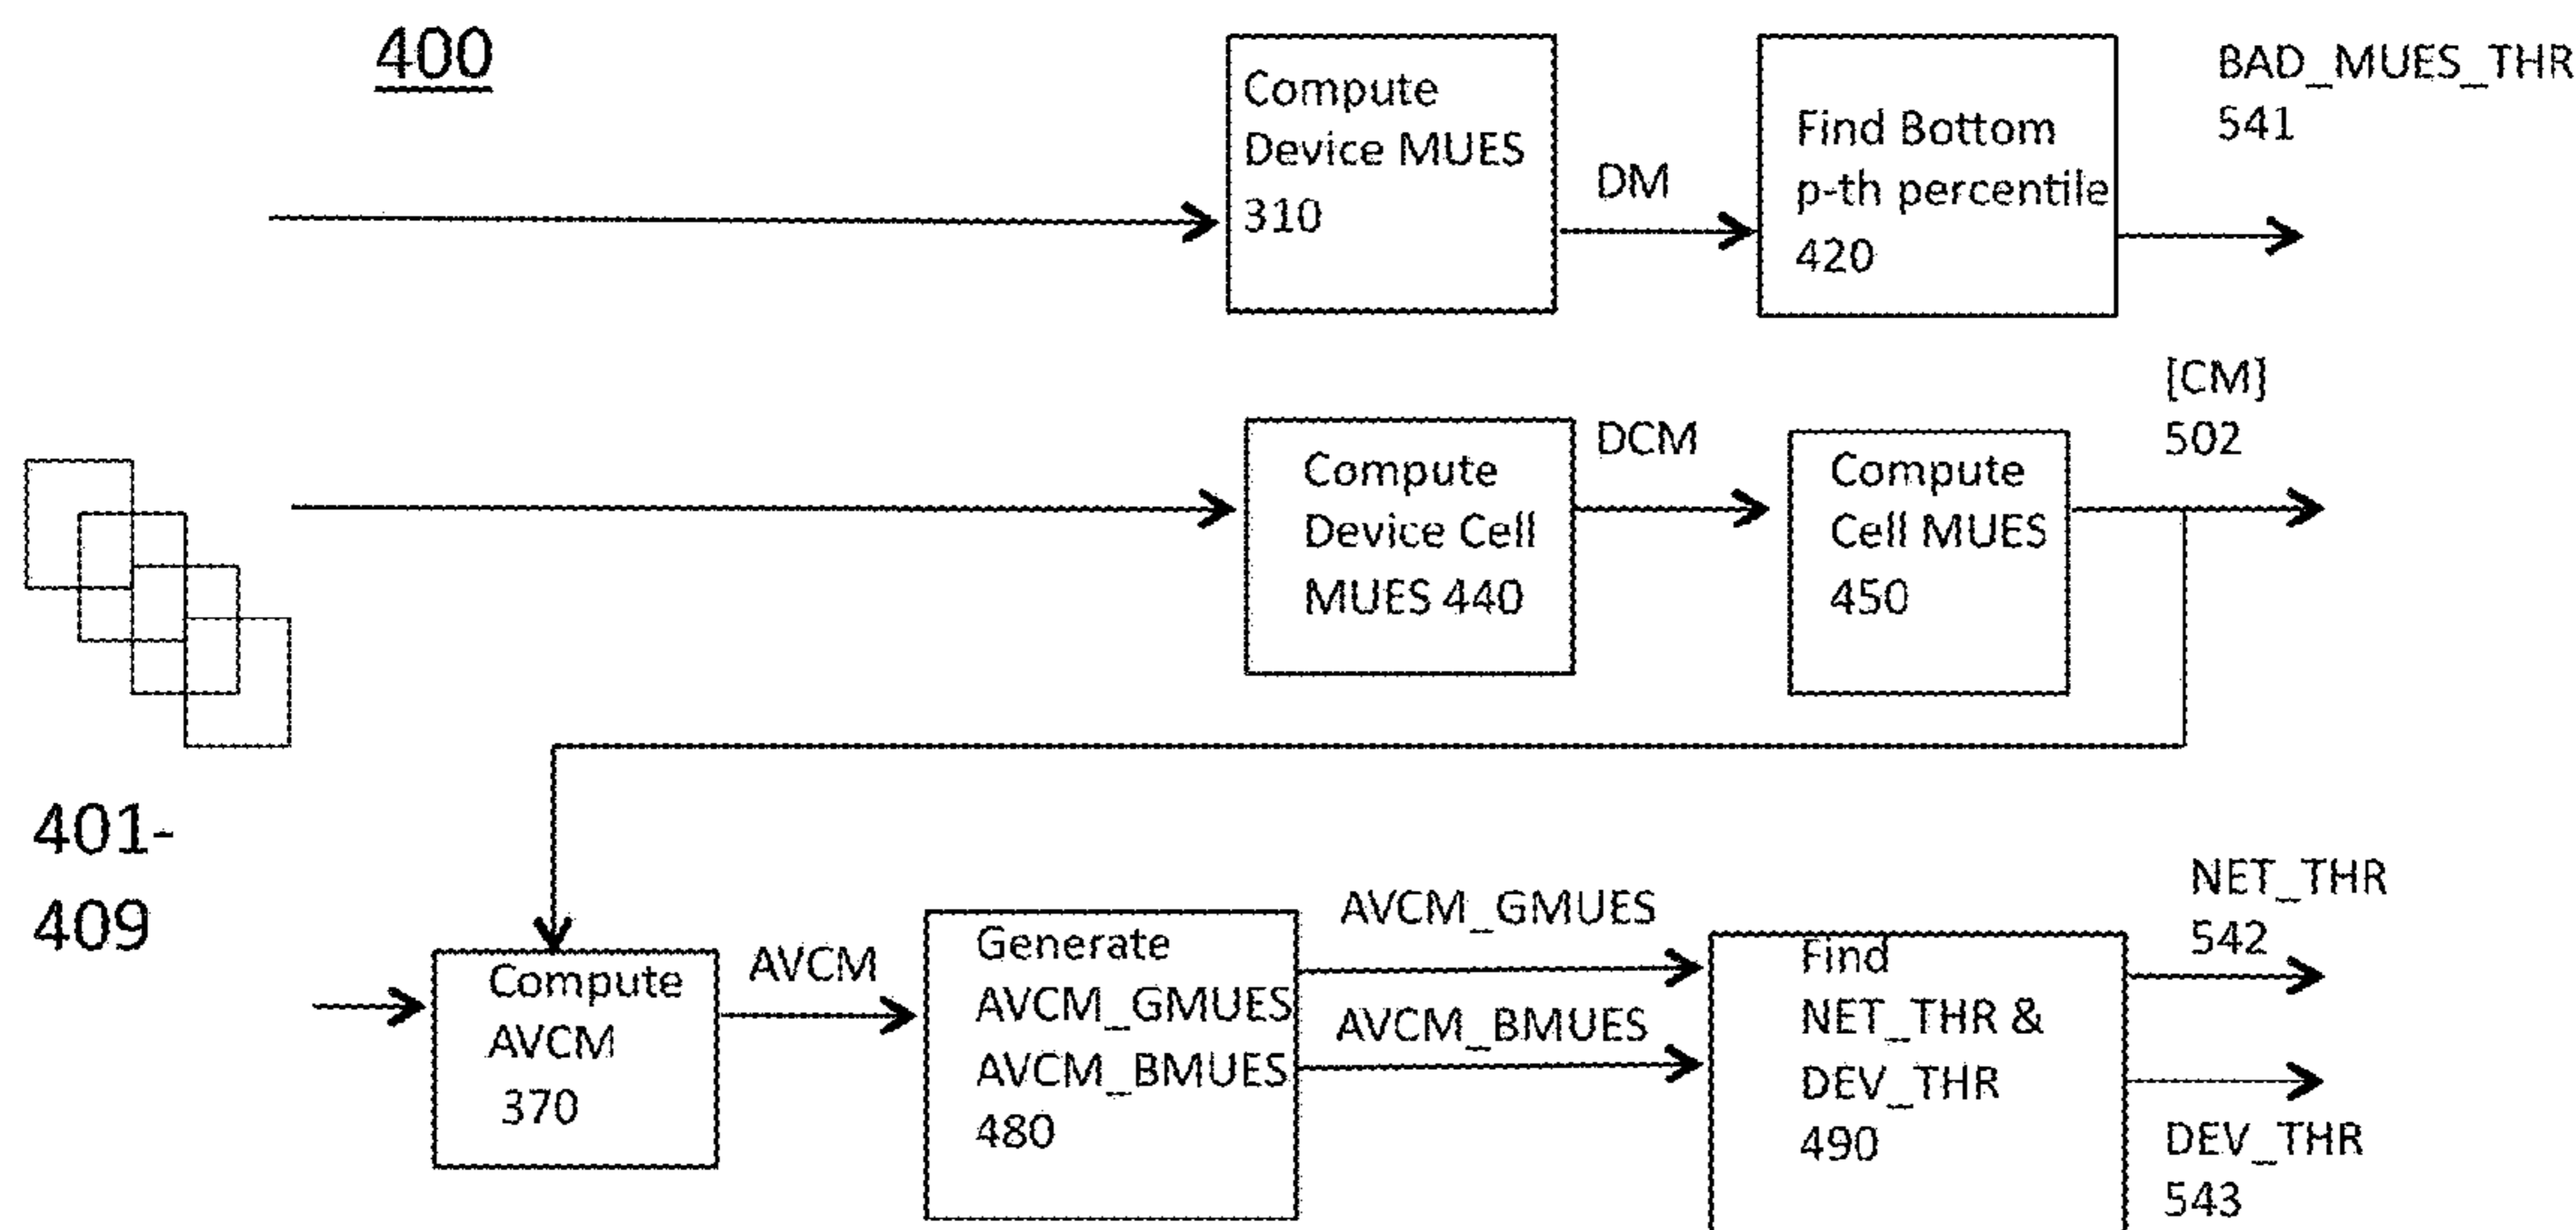 400
Compute
Device MUES
310
DM
Find Bottom
p-th percentile
420
BAD_MUES_THR
541
Compute
Device Cell
MUES 440
DCM
Compute
Cell MUES
450
[CM]
502
401-
409
Compute
AVCM
370
AVCM
Generate
AVCM_GMUES
AVCM_BMUES
480
AVCM_GMUES
AVCM_BMUES
Find
NET_THR &
DEV_THR
490
NET_THR
542
DEV_THR
543